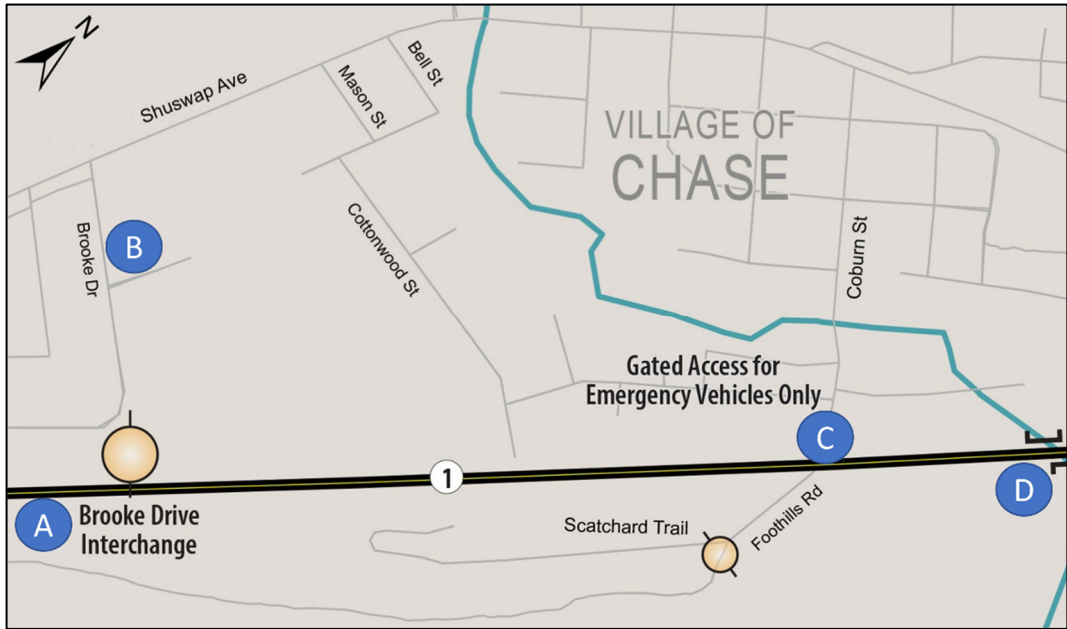 N
Shuswap Ave
Mason St
Bell St
VILLAGE OF
CHASE
Brooke Dr
B
Cottonwood St
Coburn St
Gated Access for
Emergency Vehicles Only
C
1
A
Brooke Drive
Interchange
Scatchard Trail
Foothills Rd
D